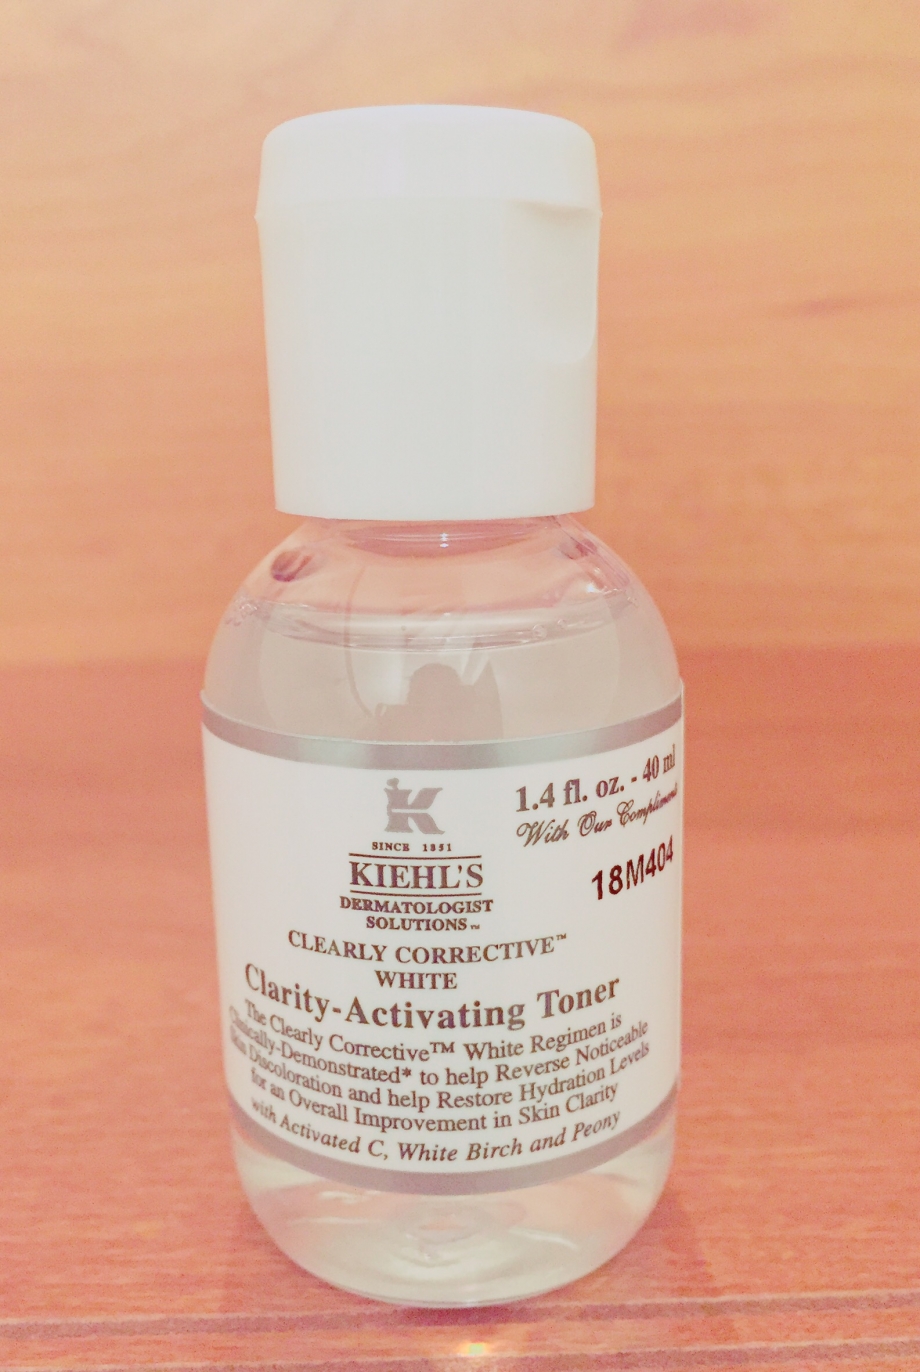 1.4 fl. oz. - 40 ml
With Our Compliments
18M404
K
SINCE 1851
KIEHL'S
DERMATOLOGIST
SOLUTIONS™
CLEARLY CORRECTIVE™
WHITE
Clarity-Activating Toner
The Clearly Corrective™ White Regimen is
Clinically-Demonstrated* to help Reverse Noticeable
Skin Discoloration and help Restore Hydration Levels
for an Overall Improvement in Skin Clarity
with Activated C, White Birch and Peony